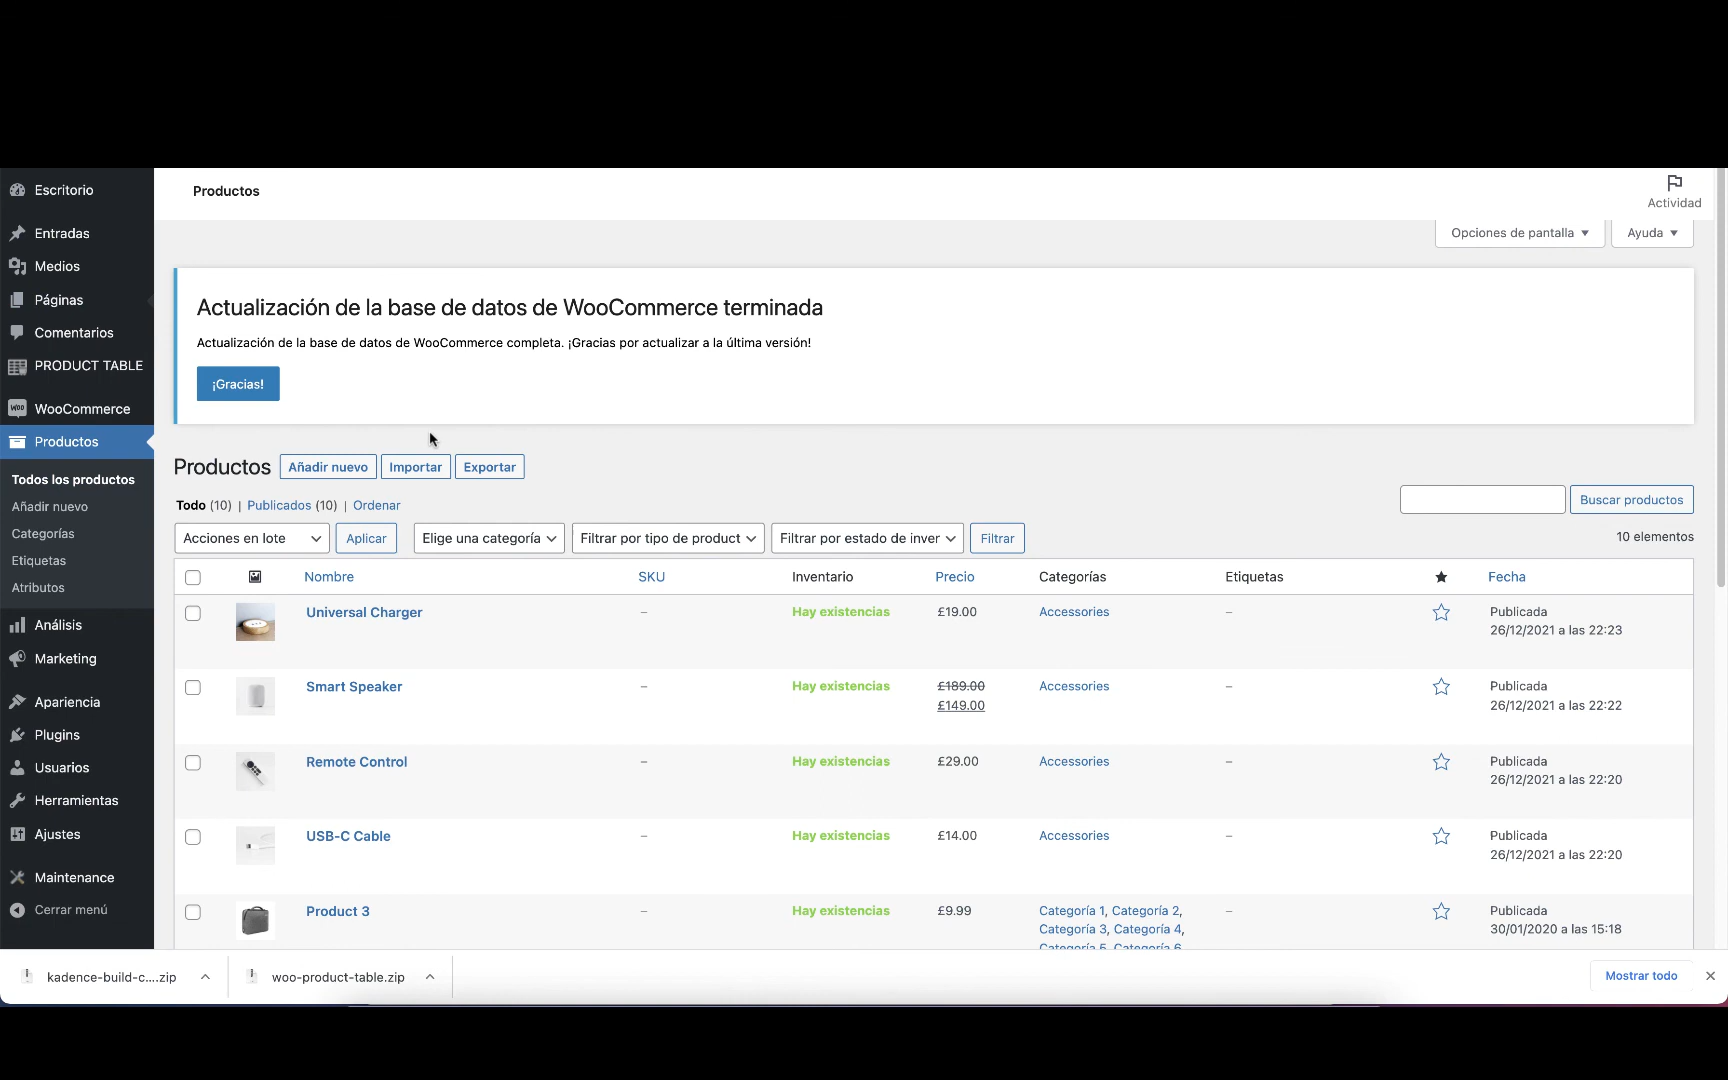 Productos
Actividad
Opciones de pantalla
Ayuda
Escritorio
Entradas
Medios
Páginas
Comentarios
PRODUCT TABLE
WooCommerce
Productos
Todos los productos
Añadir nuevo
Categorías
Etiquetas
Atributos
Análisis
Marketing
Apariencia
Plugins
Usuarios
Herramientas
Ajustes
Maintenance
Cerrar menú
Actualización de la base de datos de WooCommerce terminada
Actualización de la base de datos de WooCommerce completa. ¡Gracias por actualizar a la última versión!
¡Gracias!
Productos Añadir nuevo Importar Exportar
Todo (10) | Publicados (10) | Ordenar
Buscar productos
Acciones en lote Aplicar Elige una categoría Filtrar por tipo de product Filtrar por estado de inver Filtrar
10 elementos
Nombre SKU Inventario Precio Categorías Etiquetas Fecha
Universal Charger – Hay existencias £19.00 Accessories – Publicada
26/12/2021 a las 22:23
Smart Speaker – Hay existencias £189.00 Accessories – Publicada
£149.00 26/12/2021 a las 22:22
Remote Control – Hay existencias £29.00 Accessories – Publicada
26/12/2021 a las 22:20
USB-C Cable – Hay existencias £14.00 Accessories – Publicada
26/12/2021 a las 22:20
Product 3 – Hay existencias £9.99 Categoría 1, Categoría 2, – Publicada
Categoría 3, Categoría 4, 30/01/2020 a las 15:18
Categoría 5, Categoría 6
kadence-build-c....zip
woo-product-table.zip
Mostrar todo